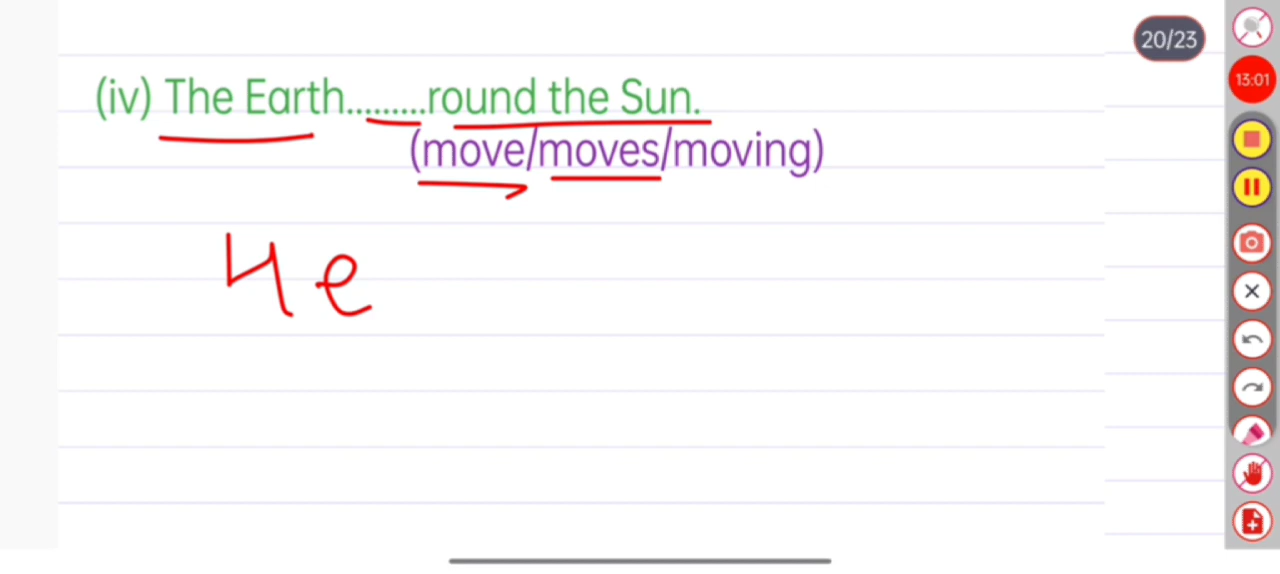 20/23
13:01
(iv) The Earth.........round the Sun.
(move/moves/moving)
He